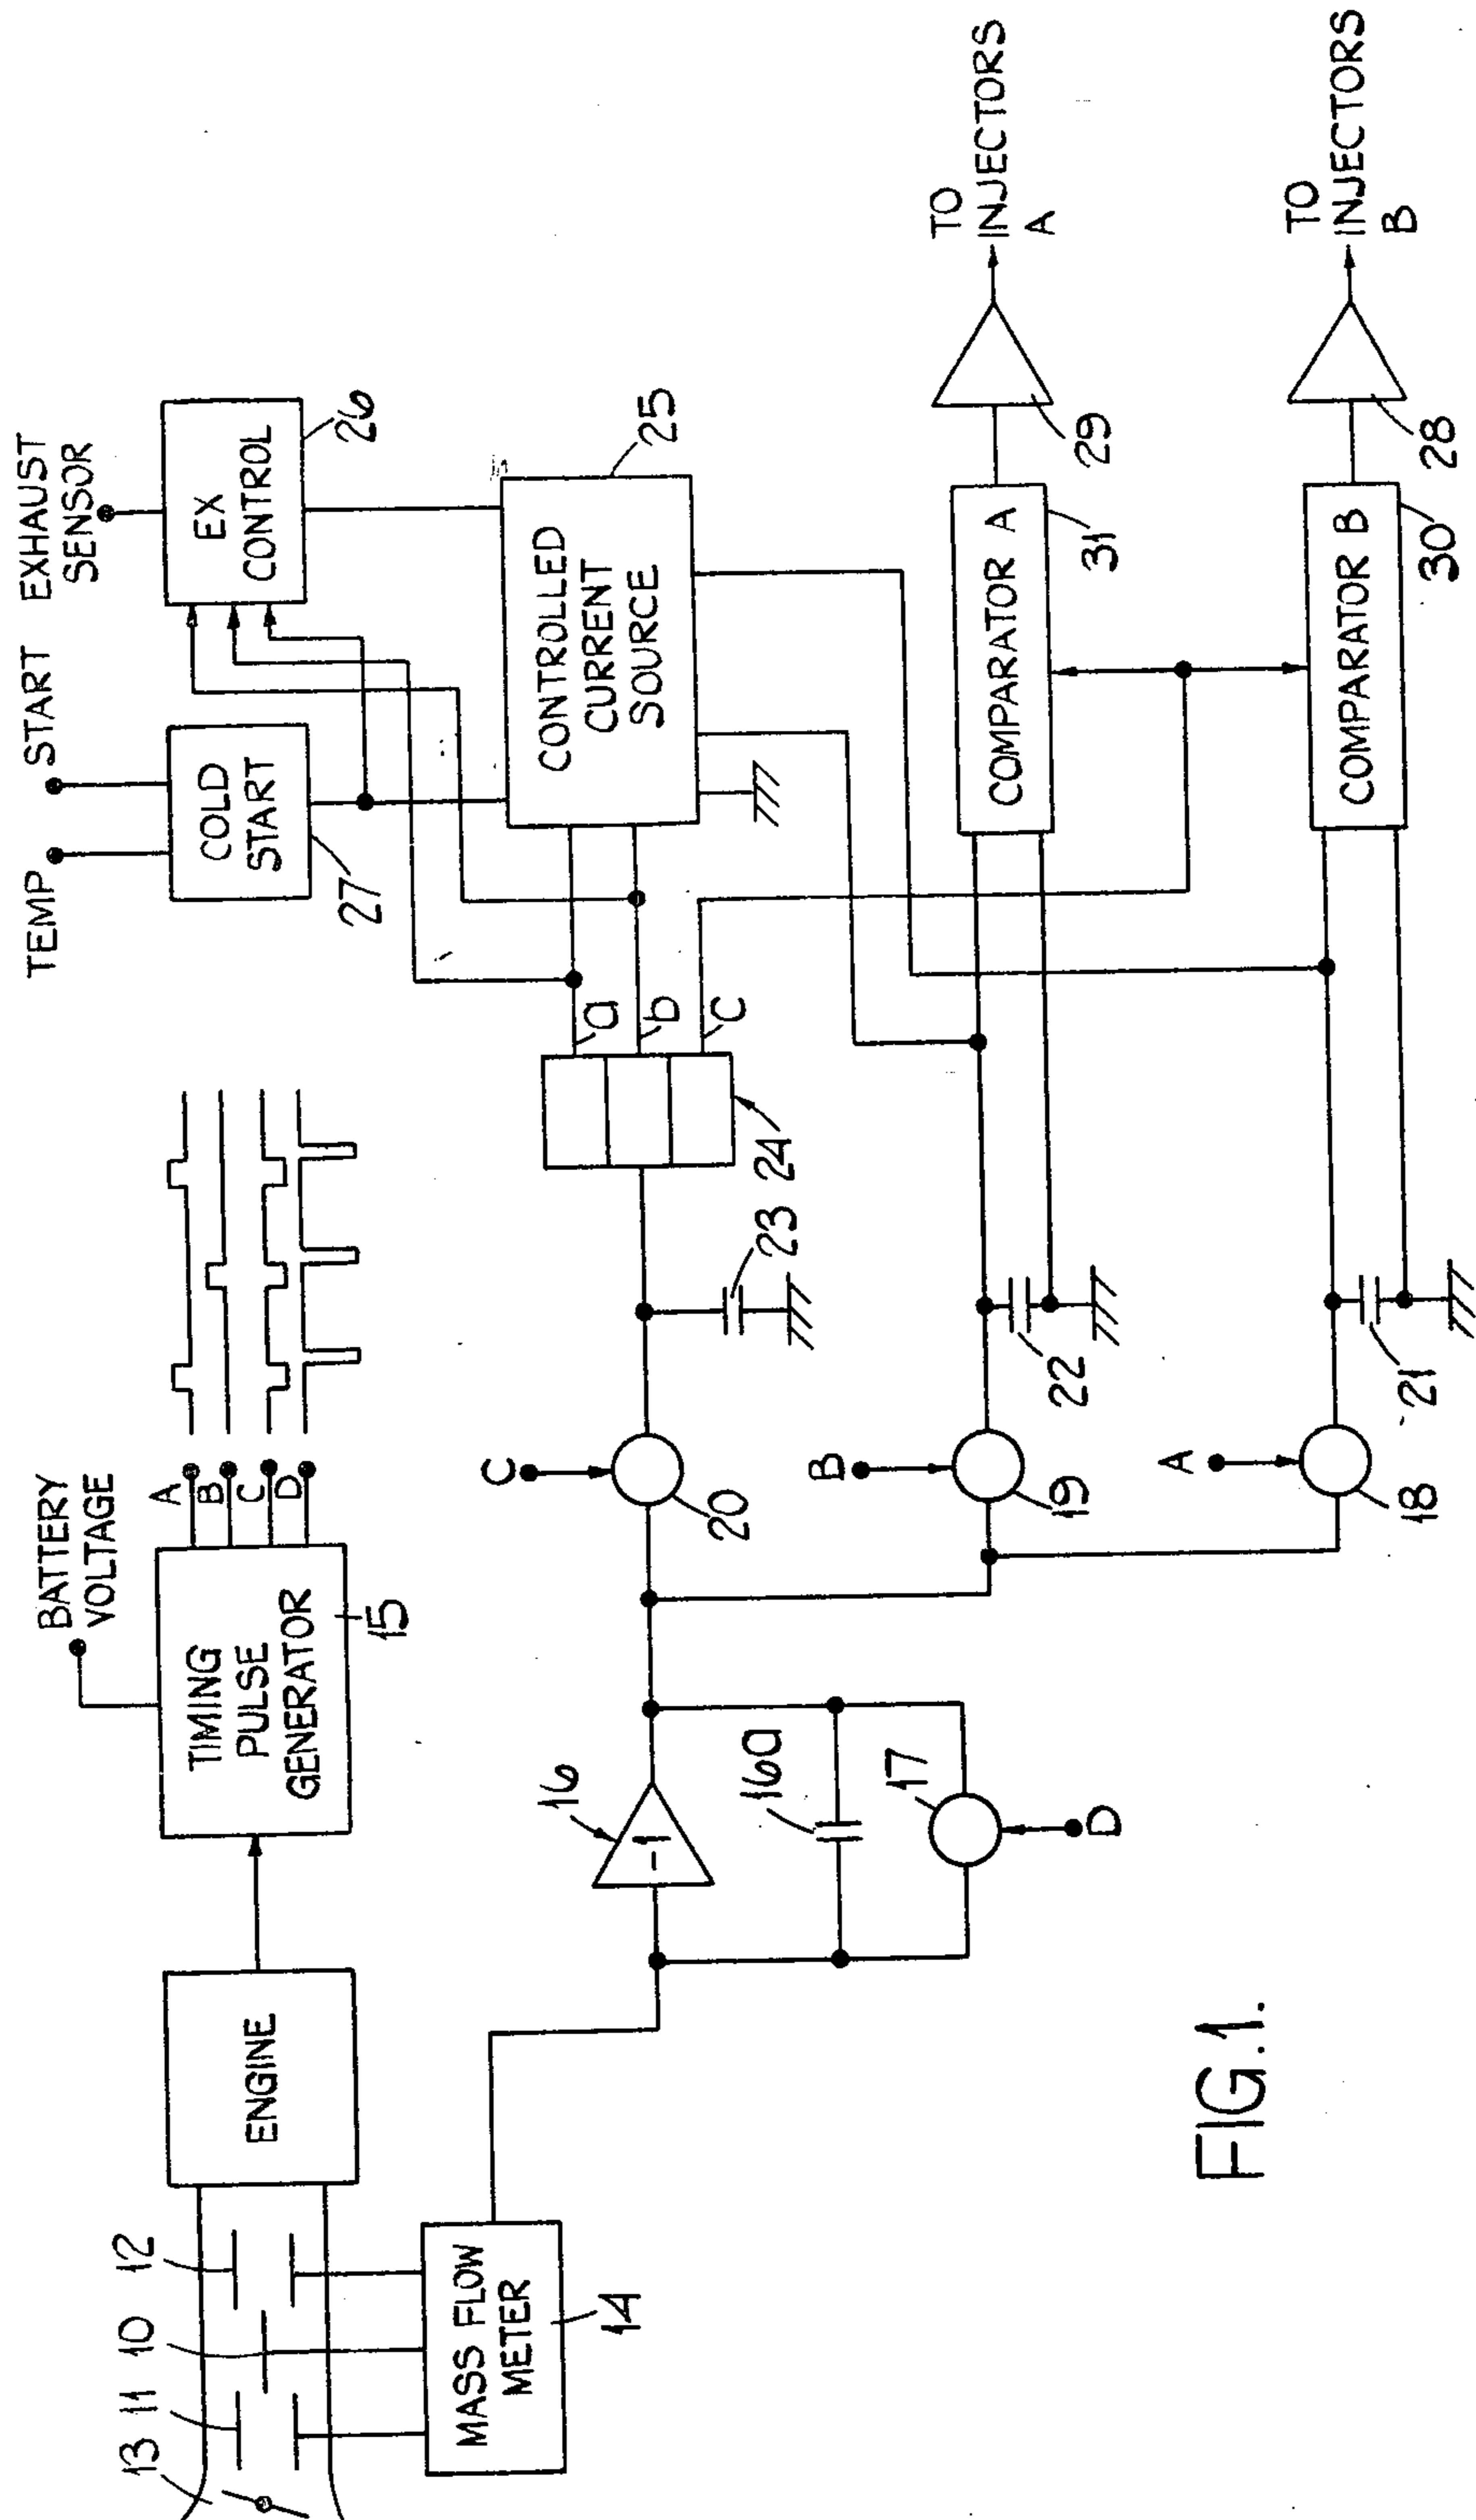 13
11
10
12
MASS FLOW
METER
14
ENGINE
BATTERY
VOLTAGE
TIMING
PULSE
GENERATOR
15
A
B
C
D
TEMP
START
EXHAUST
SENSOR
COLD
START
27
EX
CONTROL
26
16
-1
16a
17
D
C
20
23
24
a
b
c
CONTROLLED
CURRENT
SOURCE
25
B
19
22
COMPARATOR A
31
29
TO
INJECTORS
A
A
18
21
COMPARATOR B
30
28
TO
INJECTORS
B
FIG.1.